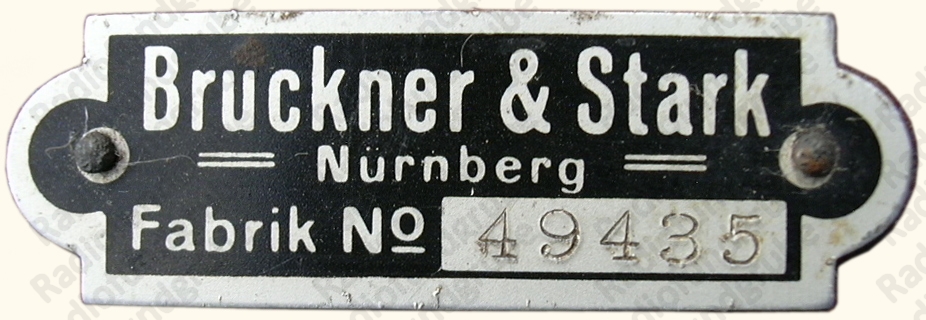 Bruckner & Stark
Nürnberg
Fabrik No 49435